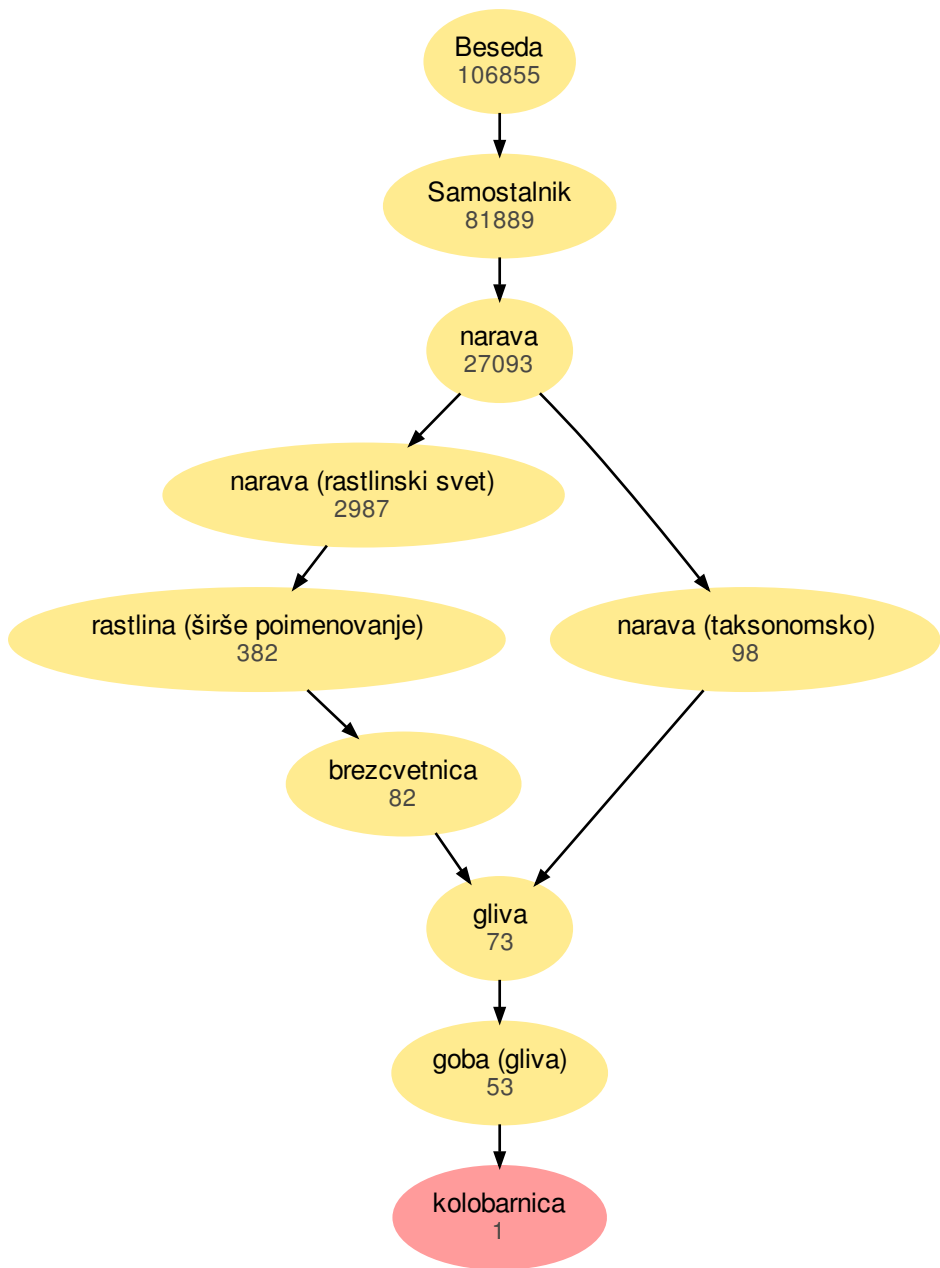 Beseda
106855
Samostalnik
81889
narava
27093
narava (rastlinski svet)
2987
rastlina (širše poimenovanje)
382
narava (taksonomsko)
98
brezcvetnica
82
gliva
73
goba (gliva)
53
kolobarnica
1